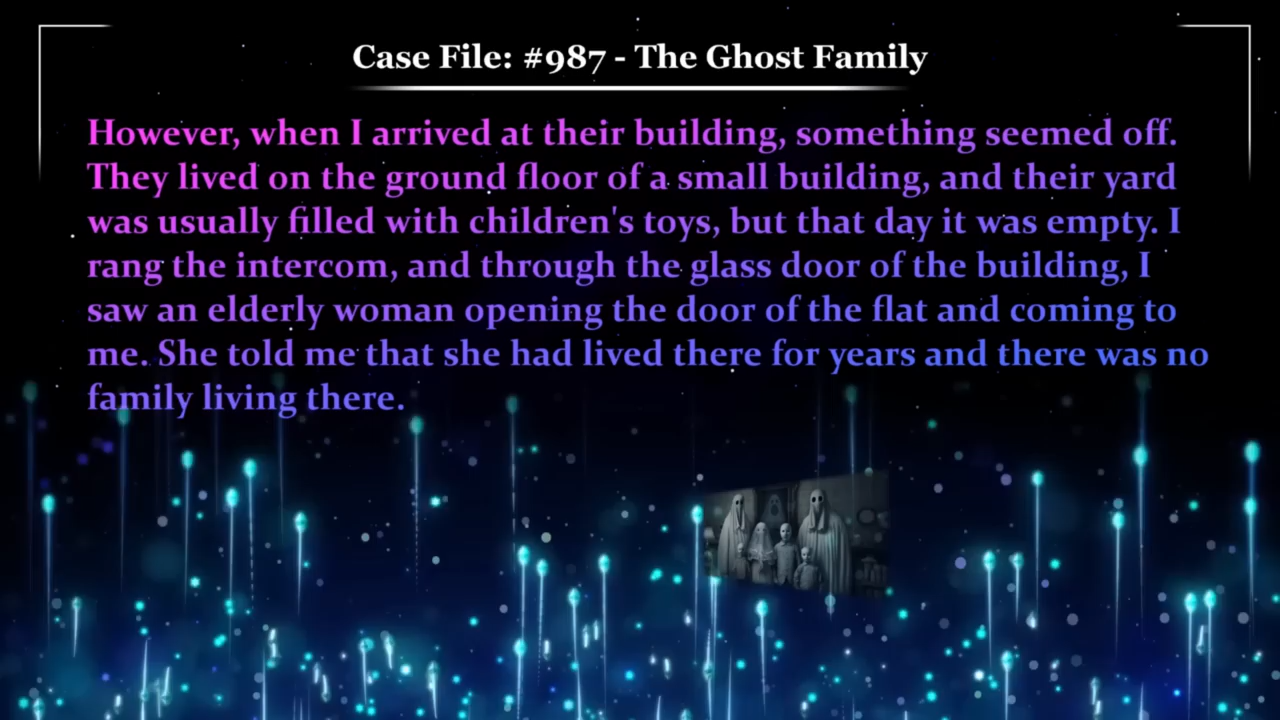 Case File: #987 - The Ghost Family
However, when I arrived at their building, something seemed off.
They lived on the ground floor of a small building, and their yard
was usually filled with children's toys, but that day it was empty. I
rang the intercom, and through the glass door of the building, I
saw an elderly woman opening the door of the flat and coming to
me. She told me that she had lived there for years and there was no
family living there.